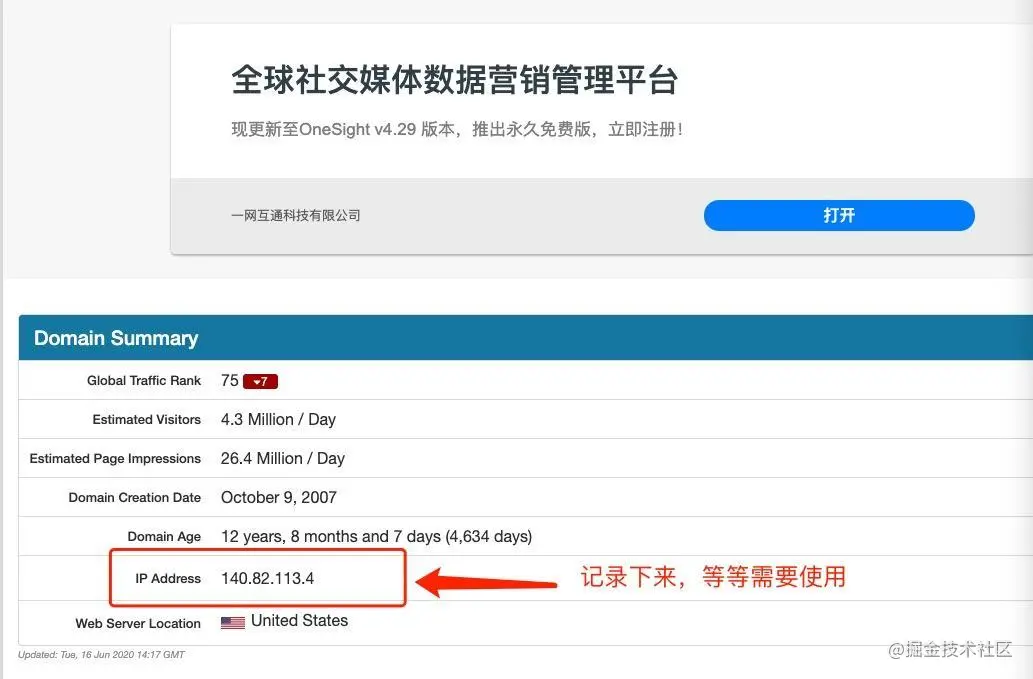 全球社交媒体数据营销管理平台
现更新至OneSight v4.29 版本，推出永久免费版，立即注册！
一网互通科技有限公司
打开
Domain Summary
Global Traffic Rank 75 7
Estimated Visitors 4.3 Million / Day
Estimated Page Impressions 26.4 Million / Day
Domain Creation Date October 9, 2007
Domain Age 12 years, 8 months and 7 days (4,634 days)
IP Address 140.82.113.4 记录下来，等等需要使用
Web Server Location United States
Updated: Tue, 16 Jun 2020 14:17 GMT
@掘金技术社区